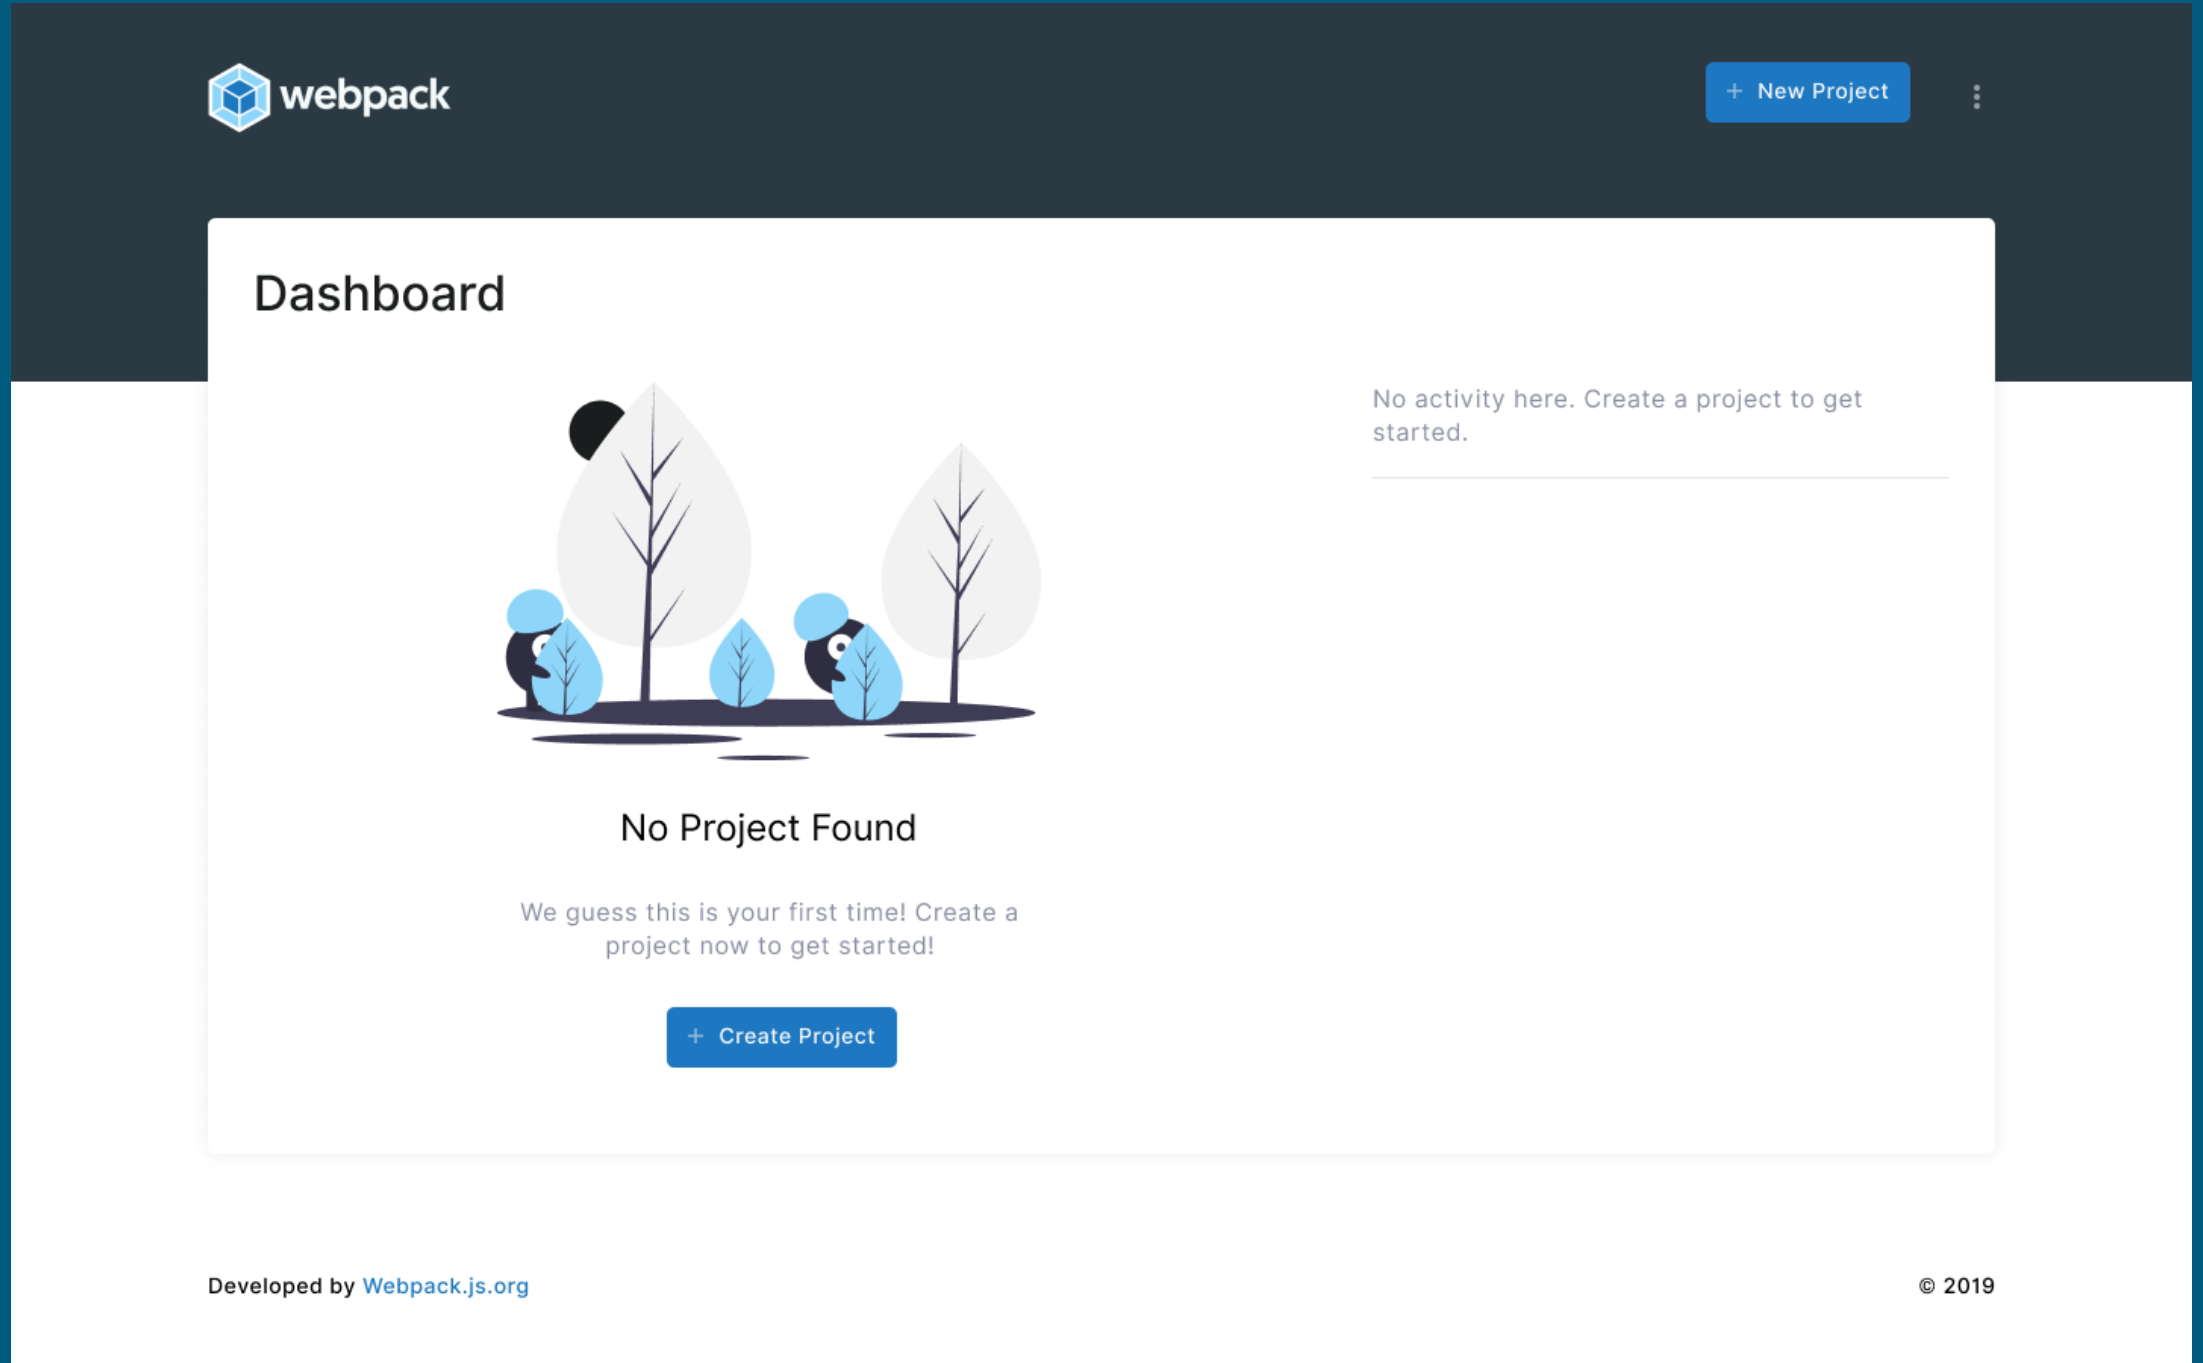 webpack
+ New Project
Dashboard
No activity here. Create a project to get
started.
No Project Found
We guess this is your first time! Create a
project now to get started!
+ Create Project
Developed by Webpack.js.org
© 2019